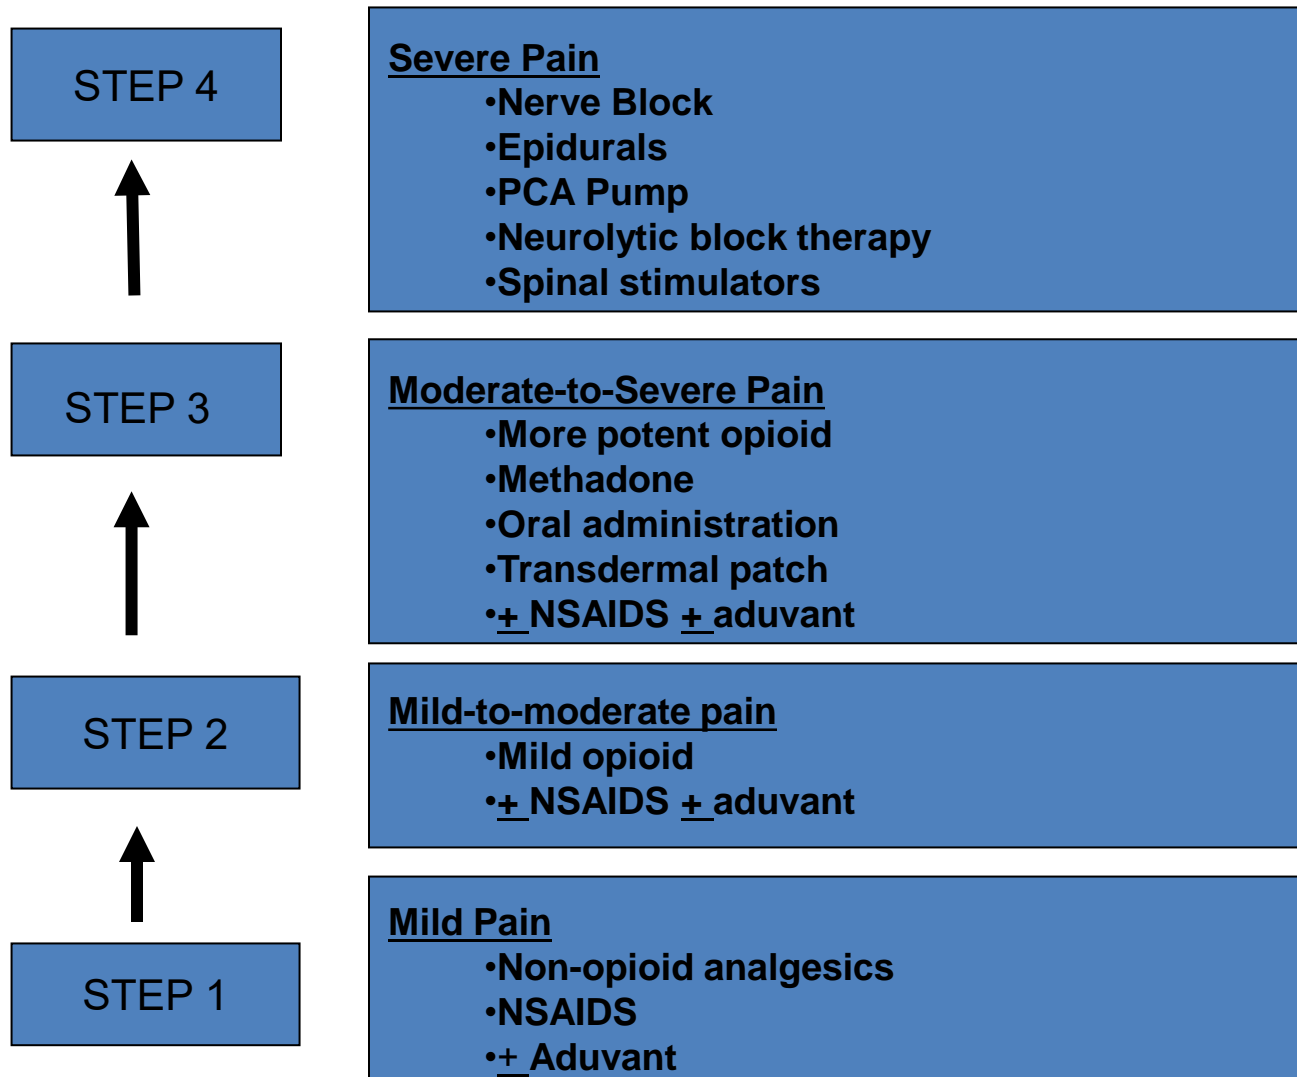 STEP 4
Severe Pain
•Nerve Block
•Epidurals
•PCA Pump
•Neurolytic block therapy
•Spinal stimulators
STEP 3
Moderate-to-Severe Pain
•More potent opioid
•Methadone
•Oral administration
•Transdermal patch
•+ NSAIDS + aduvant
STEP 2
Mild-to-moderate pain
•Mild opioid
•+ NSAIDS + aduvant
STEP 1
Mild Pain
•Non-opioid analgesics
•NSAIDS
•+ Aduvant